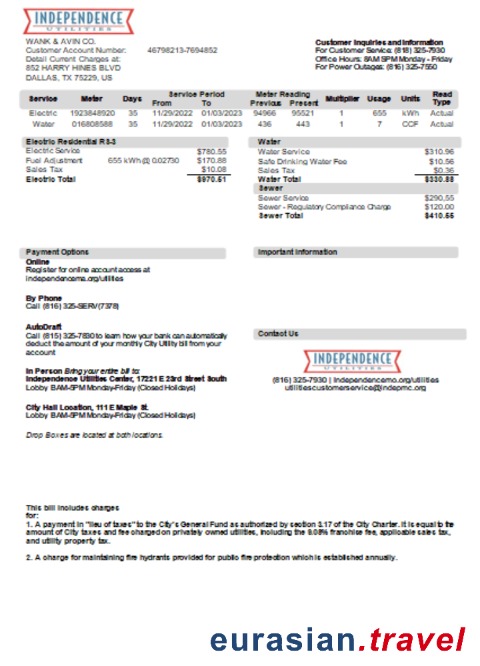 INDEPENDENCE
UTILITIES
WANK & AVIN CO.
Customer Account Number: 46798213-7694852
Detail Current Charges at:
852 HARRY HINES BLVD
DALLAS, TX 75229, US
Customer Inquiries and Information
For Customer Service: (816) 325-7930
Office Hours: 8AM 5PM Monday - Friday
For Power Outages: (816) 325-7550
Service Meter Days Service Period From To Meter Reading Previous Present Multiplier Usage Units Read Type
Electric 1923848920 35 11/29/2022 01/03/2023 94966 95521 1 655 kWh Actual
Water 016808588 35 11/29/2022 01/03/2023 436 443 1 7 CCF Actual
Electric Residential RS-3
Electric Service $780.55
Fuel Adjustment 655 kWh @ 0.02730 $170.88
Sales Tax $10.08
Electric Total $970.51
Water
Water Service $310.96
Safe Drinking Water Fee $10.56
Sales Tax $0.36
Water Total $330.88
Sewer
Sewer Service $290,55
Sewer - Regulatory Compliance Charge $120.00
Sewer Total $410.55
Payment Options
Online
Register for online account access at
independencemo.org/utilities
By Phone
Call (816) 325-SERV(7378)
AutoDraft
Call (815) 325-7830 to learn how your bank can automatically
deduct the amount of your monthly City Utility bill from your
account
In Person Bring your entire bill to:
Independence Utilities Center, 17221 E 23rd Street South
Lobby 8AM-5PM Monday-Friday (Closed Holidays)
City Hall Location, 111 E Maple St.
Lobby 8AM-5PM Monday-Friday (Closed Holidays)
Drop Boxes are located at both locations.
Important Information
Contact Us
INDEPENDENCE
UTILITIES
(816) 325-7930 | independencemo.org/utilities
utilitiescustomerservice@indepmo.org
This bill includes charges
for:
1. A payment in "lieu of taxes" to the City's General Fund as authorized by section 3.17 of the City Charter. It is equal to the
amount of City taxes and fee charged on privately owned utilities, including the 9.08% franchise fee, applicable sales tax,
and utility property tax.
2. A charge for maintaining fire hydrants provided for public fire protection which is established annually.
eurasian.travel